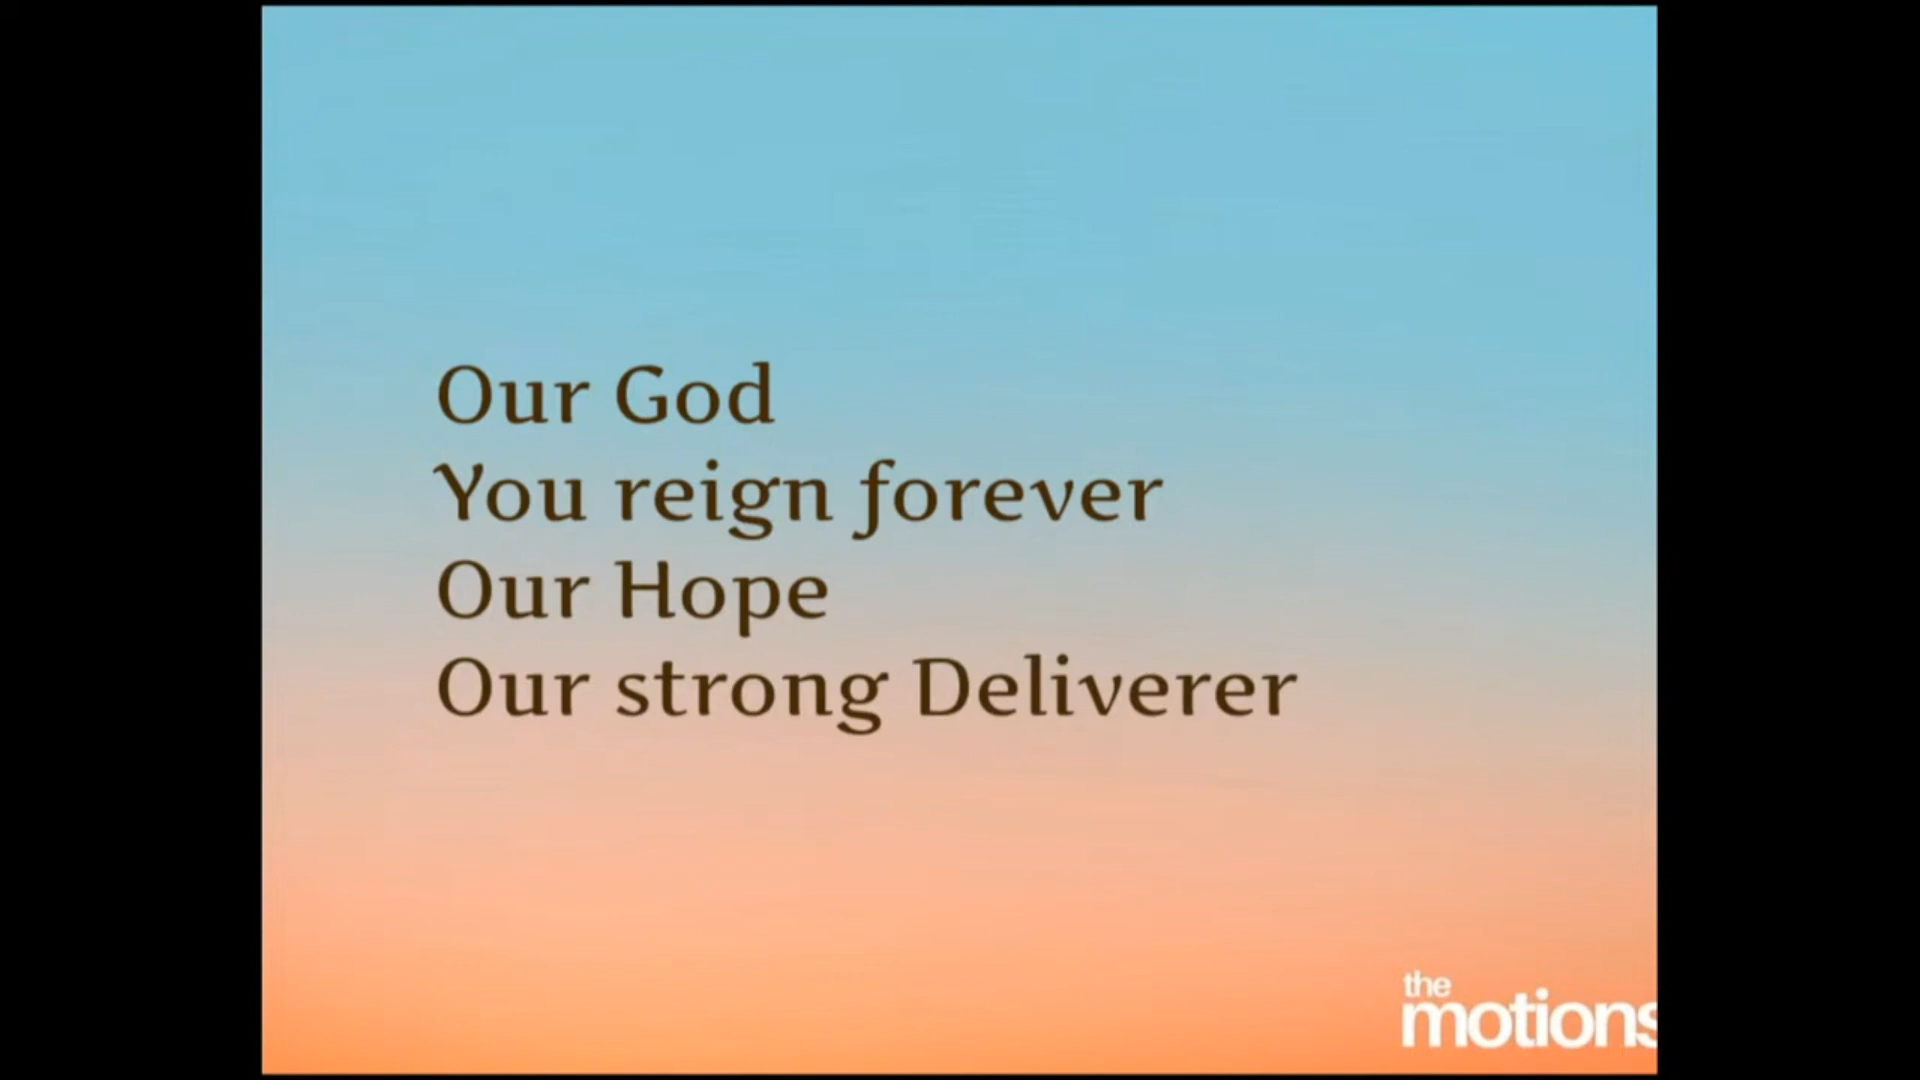 Our God
You reign forever
Our Hope
Our strong Deliverer
the
motions